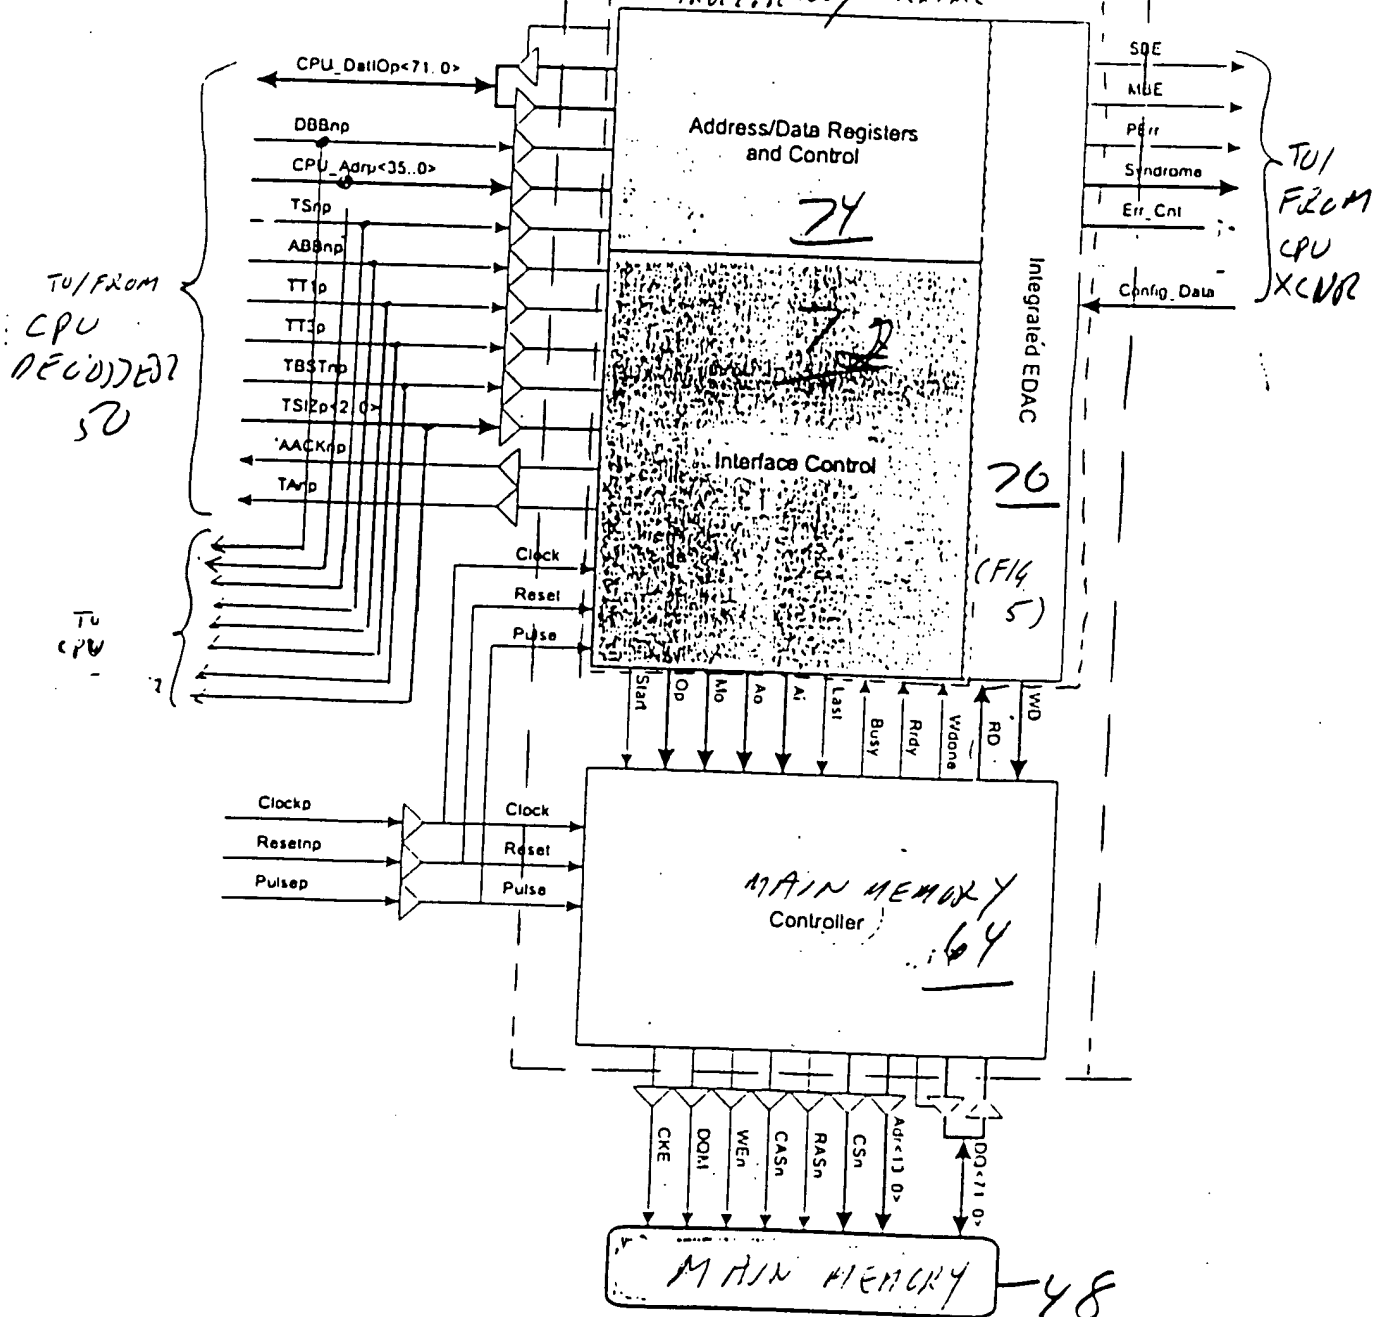 CPU_DatIOp<71..0>
DBBnp
CPU_Adrp<35..0>
TSnp
ABBnp
TT1p
TT3p
TBSTnp
TSIZp<2..0>
AACKnp
TAnp
TO/FROM
CPU
50
TO
CPU
Address/Data Registers
and Control
74
72
Interface Control
Integrated EDAC
70
(FIG
5)
SBE
MBE
PErr
Syndrome
Err_Cnt
Config_Data
TO/
FROM
CPU
XCVR
Clock
Reset
Pulse
Start
Op
Mo
Ao
Ai
Last
Busy
Rrdy
Wdone
RD
WD
Clockp
Resetnp
Pulsep
Clock
Reset
Pulse
MAIN MEMORY
Controller
64
CKE
DQM
WEn
CASn
RASn
CSn
Adr<13..0>
DQ<71..0>
MAIN MEMORY
48